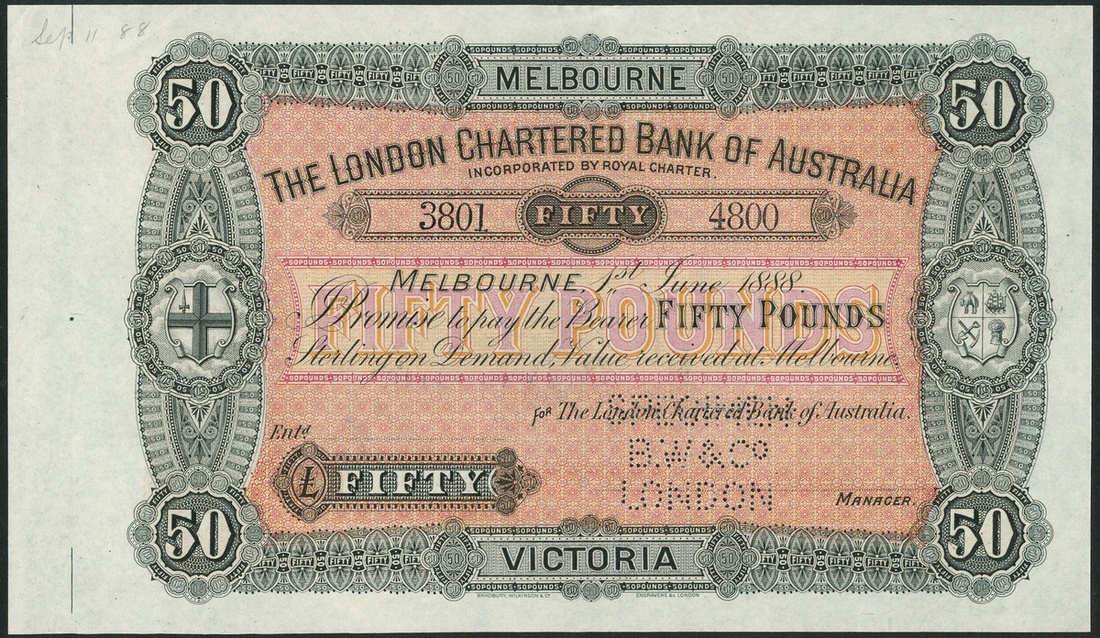 Sep 11 88
50 MELBOURNE 50
THE LONDON CHARTERED BANK OF AUSTRALIA
INCORPORATED BY ROYAL CHARTER.
3801 FIFTY 4800
FIFTY POUNDS
MELBOURNE, 1st June 1888.
I Promise to pay the Bearer FIFTY POUNDS
Sterling on Demand, Value received at Melbourne
FOR The London Chartered Bank of Australia.
SPECIMEN
Entd
B.W & Co
£ FIFTY
LONDON
MANAGER.
50 VICTORIA 50
BRADBURY, WILKINSON & Co. ENGRAVERS &c LONDON